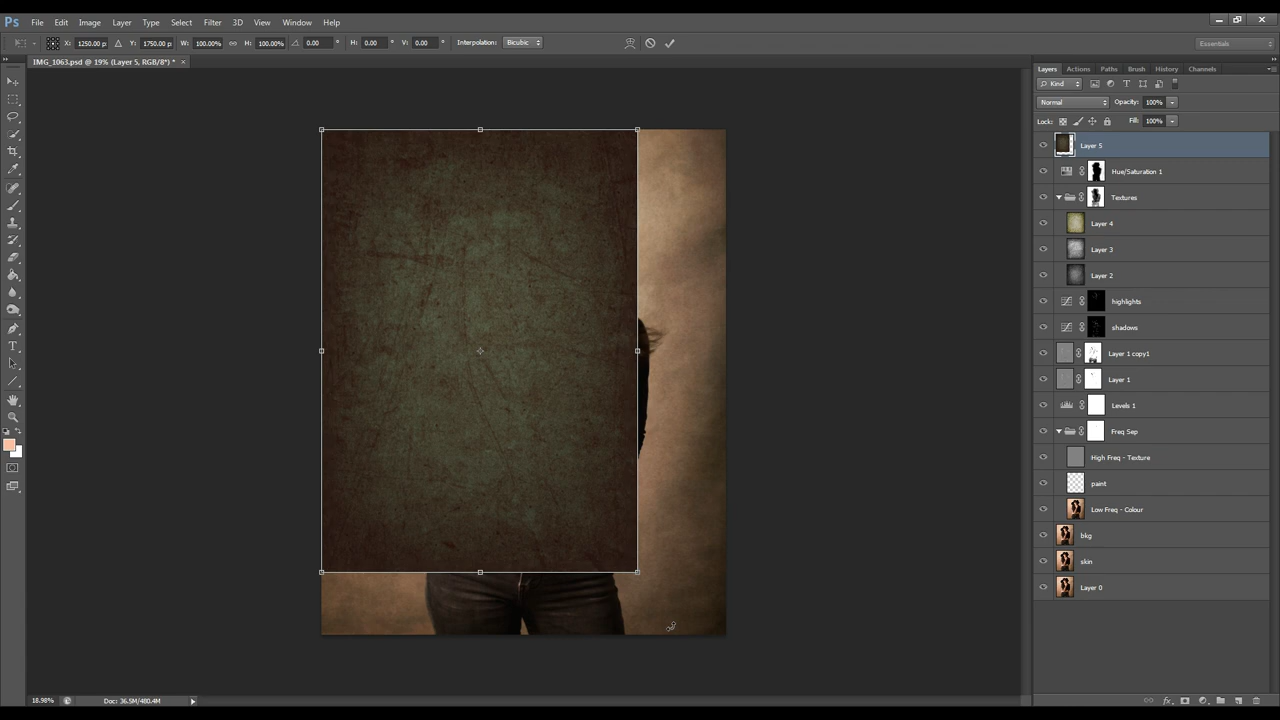 Ps File Edit Image Layer Type Select Filter 3D View Window Help
X: 1250.00 p Y: 1750.00 p W: 100.00% H: 100.00% 0.00 ° H: 0.00 ° V: 0.00 ° Interpolation: Bicubic Essentials
IMG_1063.psd @ 19% (Layer 5, RGB/8*) * ×
Layers Actions Paths Brush History Channels
Kind
Normal Opacity: 100%
Lock: Fill: 100%
Layer 5
Hue/Saturation 1
Textures
Layer 4
Layer 3
Layer 2
highlights
shadows
Layer 1 copy1
Layer 1
Levels 1
Freq Sep
High Freq - Texture
paint
Low Freq - Colour
bkg
skin
Layer 0
18.98% Doc: 36.5M/480.4M
fx